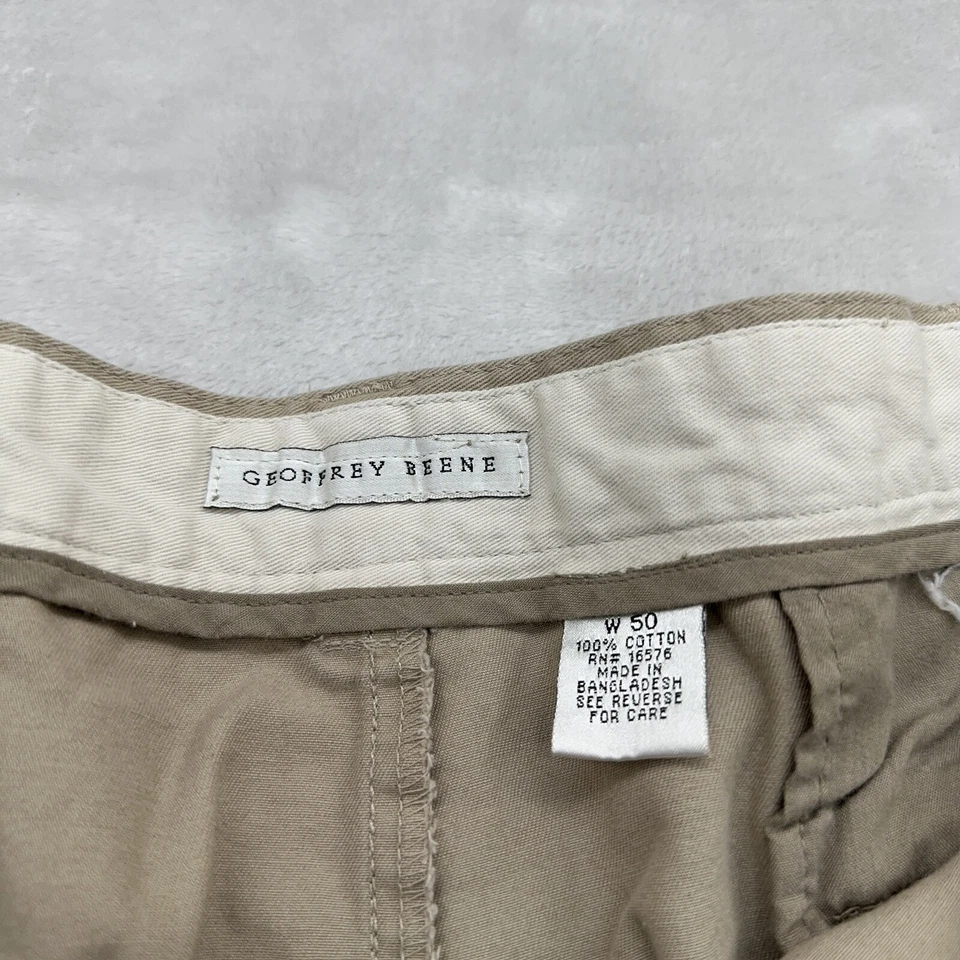 GEOFFREY BEENE
W 50
100% COTTON
RN# 16576
MADE IN
BANGLADESH
SEE REVERSE
FOR CARE